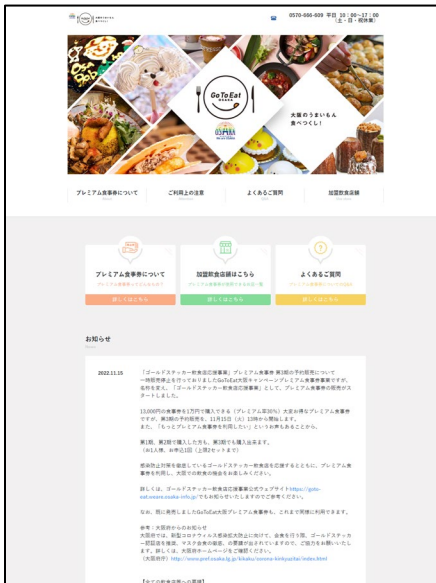 0570-666-609 平日 10:00~17:00
(土・日・祝休業)
Go To Eat
OSAKA
大阪のうまいもん
食べつくし!
プレミアム食事券について
ご利用上の注意
よくあるご質問
加盟飲食店舗
プレミアム食事券について
加盟飲食店舗はこちら
よくあるご質問
詳しくはこちら
詳しくはこちら
詳しくはこちら
お知らせ
2022.11.15
「ゴールドステッカー飲食店応援事業」プレミアム食事券 第3期の予約販売について
一時販売停止を行っておりましたGoToEat大阪キャンペーンプレミアム食事券事業ですが、
名称を変え、「ゴールドステッカー飲食店応援事業」として、プレミアム食事券の販売がス
タートしました。
13,000円の食事券を1万円で購入できる(プレミアム率30%)大変お得なプレミアム食事券
ですが、第3期の予約販売を、11月15日(火)13時から開始します。
また、「もっとプレミアム食事券を利用したい」というお声もあることから、
第1期、第2期で購入した方も、第3期でも購入出来ます。
(お1人様、お申込1回(上限2セットまで))
感染防止対策を徹底しているゴールドステッカー飲食店を応援するとともに、プレミアム食
事券を利用し、大阪での飲食の機会をお楽しみください。
詳しくは、ゴールドステッカー飲食店応援事業公式ウェブサイトhttps://goto-
eat.weare.osaka-info.jp/でもお知らせいたしますのでご参考ください。
なお、既に発売しましたGoToEat大阪プレミアム食事券も、これまで同様に利用できます。
参考:大阪府からのお知らせ
大阪府では、新型コロナウイルス感染拡大防止に向けて、会食を行う際、ゴールドステッカ
ー認証店を推奨、マスク会食の徹底、の要請が出されていますので、ご協力をお願いいたし
ます。詳しくは、大阪府ホームページをご確認ください。
(大阪府庁)http://www.pref.osaka.lg.jp/kikaku/corona-kinkyuzitai/index.html
【全ての飲食店等への要請】